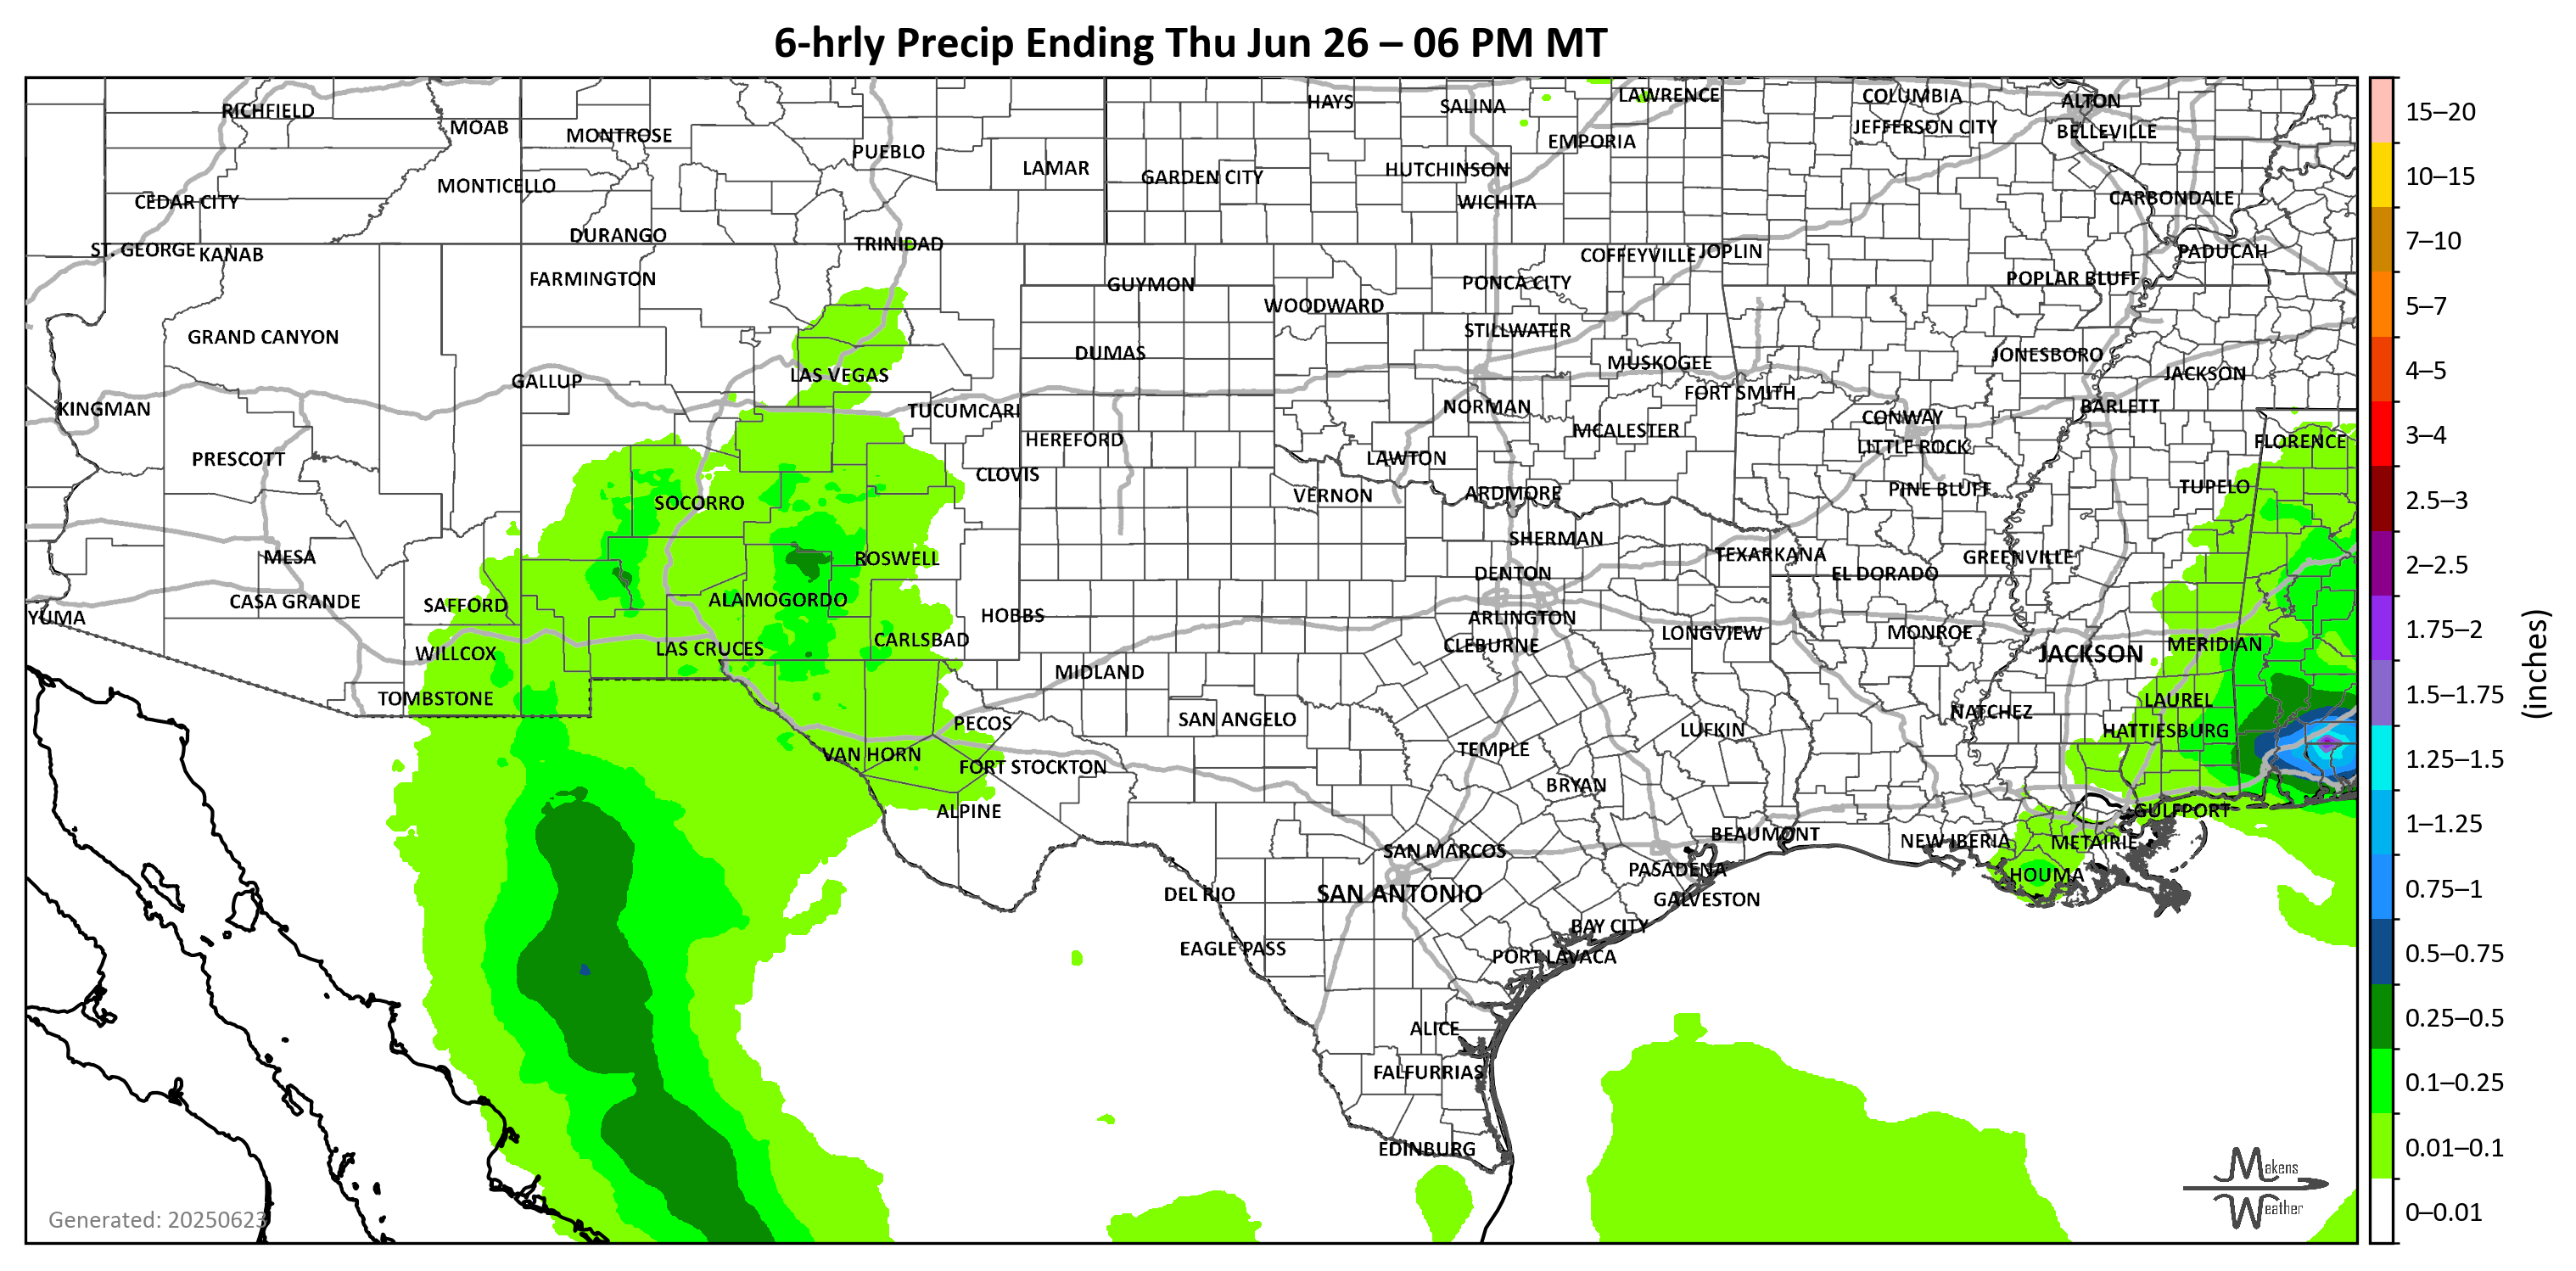 6-hrly Precip Ending Thu Jun 26 – 06 PM MT
RICHFIELD
MOAB
MONTROSE
PUEBLO
LAMAR
HAYS
SALINA
LAWRENCE
COLUMBIA
ALTON
JEFFERSON CITY
BELLEVILLE
EMPORIA
MONTICELLO
GARDEN CITY
HUTCHINSON
CEDAR CITY
WICHITA
CARBONDALE
ST. GEORGE
KANAB
DURANGO
TRINIDAD
COFFEYVILLE
JOPLIN
PADUCAH
FARMINGTON
GUYMON
PONCA CITY
POPLAR BLUFF
WOODWARD
GRAND CANYON
STILLWATER
DUMAS
MUSKOGEE
JONESBORO
GALLUP
LAS VEGAS
FORT SMITH
JACKSON
KINGMAN
TUCUMCARI
NORMAN
CONWAY
BARLETT
HEREFORD
MCALESTER
LITTLE ROCK
FLORENCE
PRESCOTT
CLOVIS
LAWTON
SOCORRO
VERNON
ARDMORE
PINE BLUFF
TUPELO
MESA
ROSWELL
SHERMAN
TEXARKANA
GREENVILLE
DENTON
EL DORADO
YUMA
CASA GRANDE
SAFFORD
ALAMOGORDO
HOBBS
ARLINGTON
CARLSBAD
CLEBURNE
LONGVIEW
MONROE
MERIDIAN
WILLCOX
LAS CRUCES
JACKSON
TOMBSTONE
MIDLAND
LAUREL
PECOS
SAN ANGELO
LUFKIN
NATCHEZ
HATTIESBURG
VAN HORN
FORT STOCKTON
TEMPLE
ALPINE
BRYAN
GULFPORT
SAN MARCOS
BEAUMONT
NEW IBERIA
METAIRIE
DEL RIO
SAN ANTONIO
PASADENA
HOUMA
GALVESTON
EAGLE PASS
BAY CITY
PORT LAVACA
ALICE
FALFURRIAS
EDINBURG
Generated: 20250623
Makens
Weather
15–20
10–15
7–10
5–7
4–5
3–4
2.5–3
2–2.5
1.75–2
1.5–1.75
1.25–1.5
1–1.25
0.75–1
0.5–0.75
0.25–0.5
0.1–0.25
0.01–0.1
0–0.01
(inches)